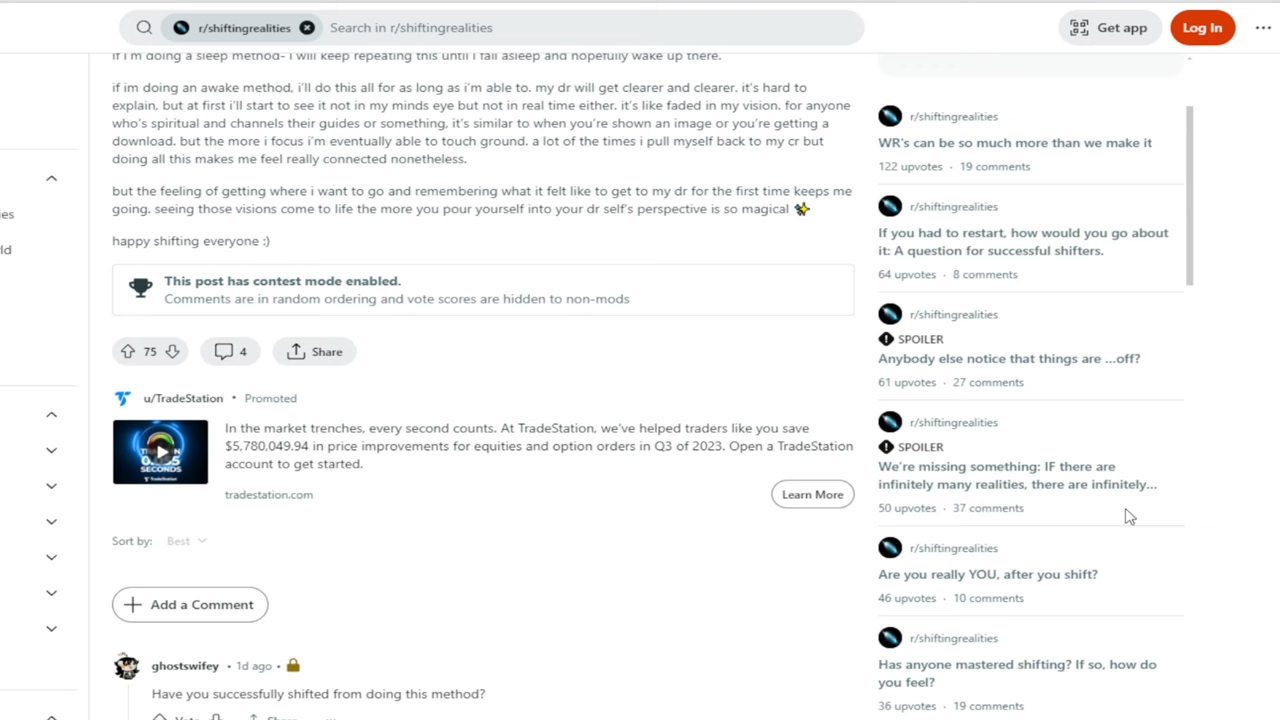 r/shiftingrealities
Search in r/shiftingrealities
Get app
Log In
if i'm doing a sleep method- i will keep repeating this until i fall asleep and hopefully wake up there.
if im doing an awake method, i'll do this all for as long as i'm able to. my dr will get clearer and clearer. it's hard to
explain, but at first i'll start to see it not in my minds eye but not in real time either. it's like faded in my vision. for anyone
who's spiritual and channels their guides or something, it's similar to when you're shown an image or you're getting a
download. but the more i focus i'm eventually able to touch ground. a lot of the times i pull myself back to my cr but
doing all this makes me feel really connected nonetheless.
but the feeling of getting where i want to go and remembering what it felt like to get to my dr for the first time keeps me
going. seeing those visions come to life the more you pour yourself into your dr self's perspective is so magical ✨
happy shifting everyone :)
This post has contest mode enabled.
Comments are in random ordering and vote scores are hidden to non-mods
75
4
Share
u/TradeStation • Promoted
In the market trenches, every second counts. At TradeStation, we've helped traders like you save
$5,780,049.94 in price improvements for equities and option orders in Q3 of 2023. Open a TradeStation
account to get started.
SECONDS
TradeStation
tradestation.com
Learn More
Sort by: Best
Add a Comment
ghostswifey • 1d ago •
Have you successfully shifted from doing this method?
Vote
Share
r/shiftingrealities
WR's can be so much more than we make it
122 upvotes · 19 comments
r/shiftingrealities
If you had to restart, how would you go about
it: A question for successful shifters.
64 upvotes · 8 comments
r/shiftingrealities
SPOILER
Anybody else notice that things are ...off?
61 upvotes · 27 comments
r/shiftingrealities
SPOILER
We're missing something: IF there are
infinitely many realities, there are infinitely...
50 upvotes · 37 comments
r/shiftingrealities
Are you really YOU, after you shift?
46 upvotes · 10 comments
r/shiftingrealities
Has anyone mastered shifting? If so, how do
you feel?
36 upvotes · 19 comments